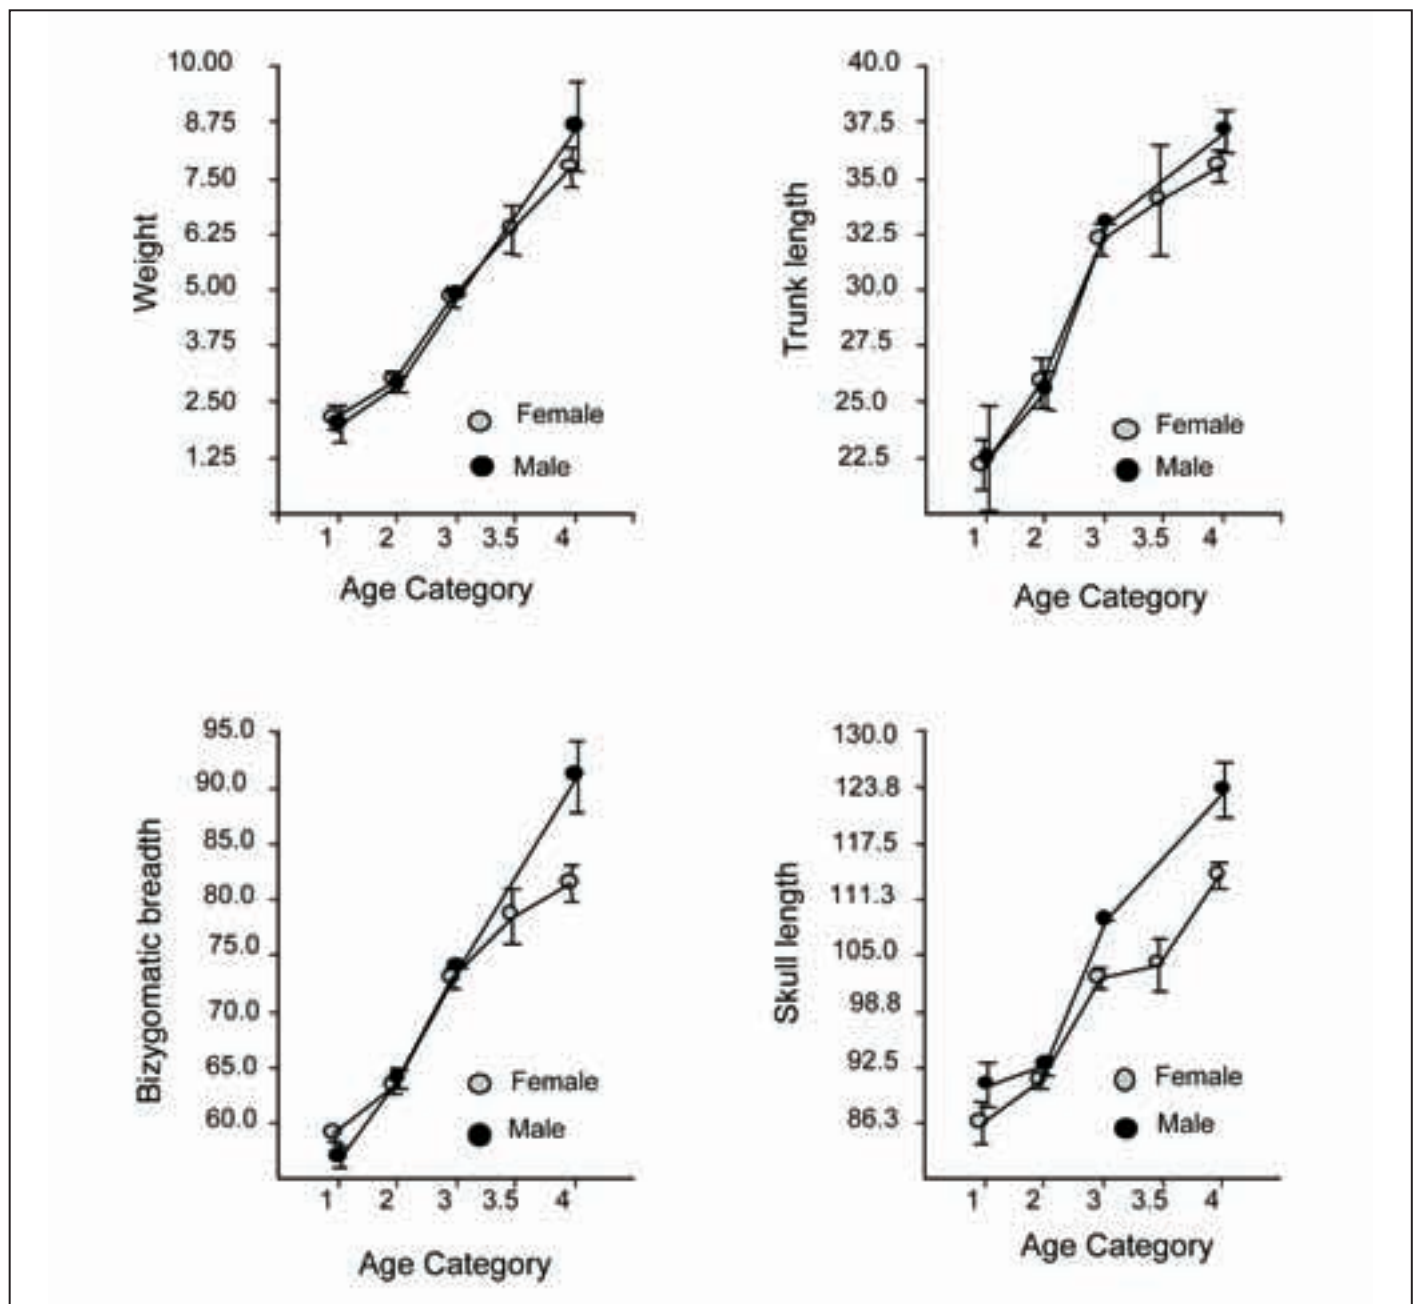 10.00
8.75
7.50
6.25
5.00
3.75
2.50
1.25
Weight
Female
Male
1 2 3 3.5 4
Age Category
40.0
37.5
35.0
32.5
30.0
27.5
25.0
22.5
Trunk length
Female
Male
1 2 3 3.5 4
Age Category
95.0
90.0
85.0
80.0
75.0
70.0
65.0
60.0
Bizygomatic breadth
Female
Male
1 2 3 3.5 4
Age Category
130.0
123.8
117.5
111.3
105.0
98.8
92.5
86.3
Skull length
Female
Male
1 2 3 3.5 4
Age Category